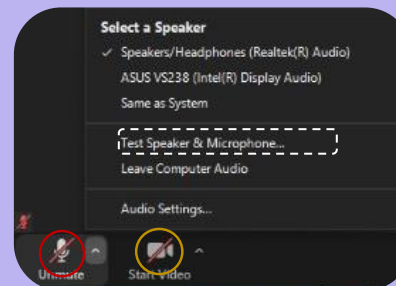 Select a Speaker
Speakers/Headphones (Realtek(R) Audio)
ASUS VS238 (Intel(R) Display Audio)
Same as System
Test Speaker & Microphone...
Leave Computer Audio
Audio Settings...
Unmute Start Video